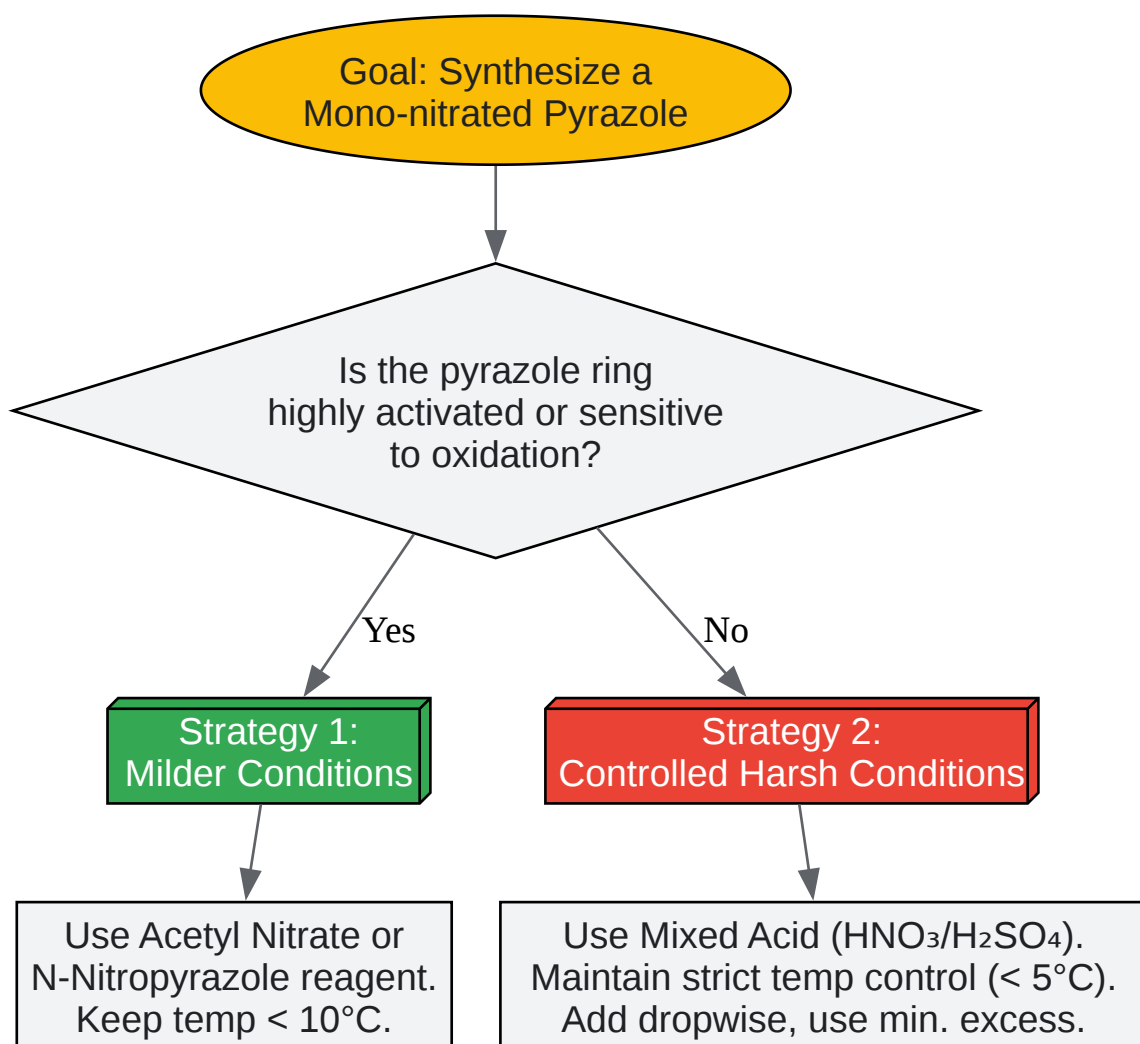 Goal: Synthesize a
Mono-nitrated Pyrazole
Is the pyrazole ring
highly activated or sensitive
to oxidation?
Yes
No
Strategy 1:
Milder Conditions
Strategy 2:
Controlled Harsh Conditions
Use Acetyl Nitrate or
N-Nitropyrazole reagent.
Keep temp < 10°C.
Use Mixed Acid (HNO₃/H₂SO₄).
Maintain strict temp control (< 5°C).
Add dropwise, use min. excess.